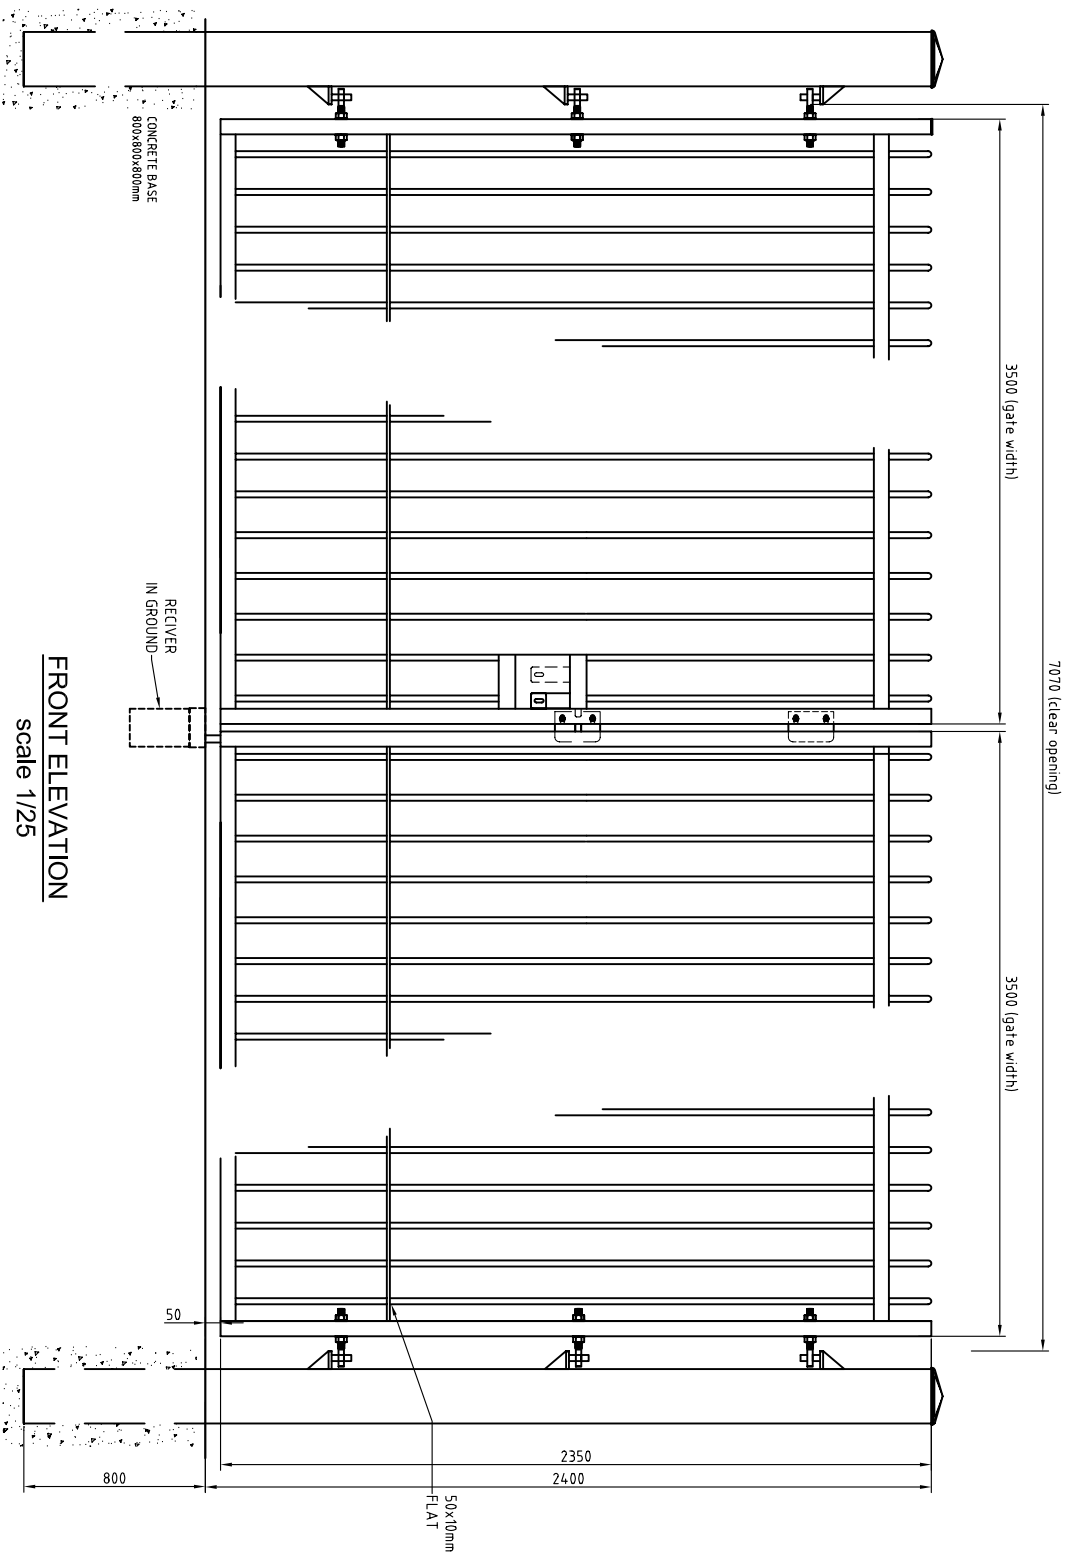 7070 (clear opening)
3500 (gate width)
3500 (gate width)
CONCRETE BASE
800x800x800mm
RECIVER
IN GROUND
50
2350
2400
800
50x10mm
FLAT
FRONT ELEVATION
scale 1/25